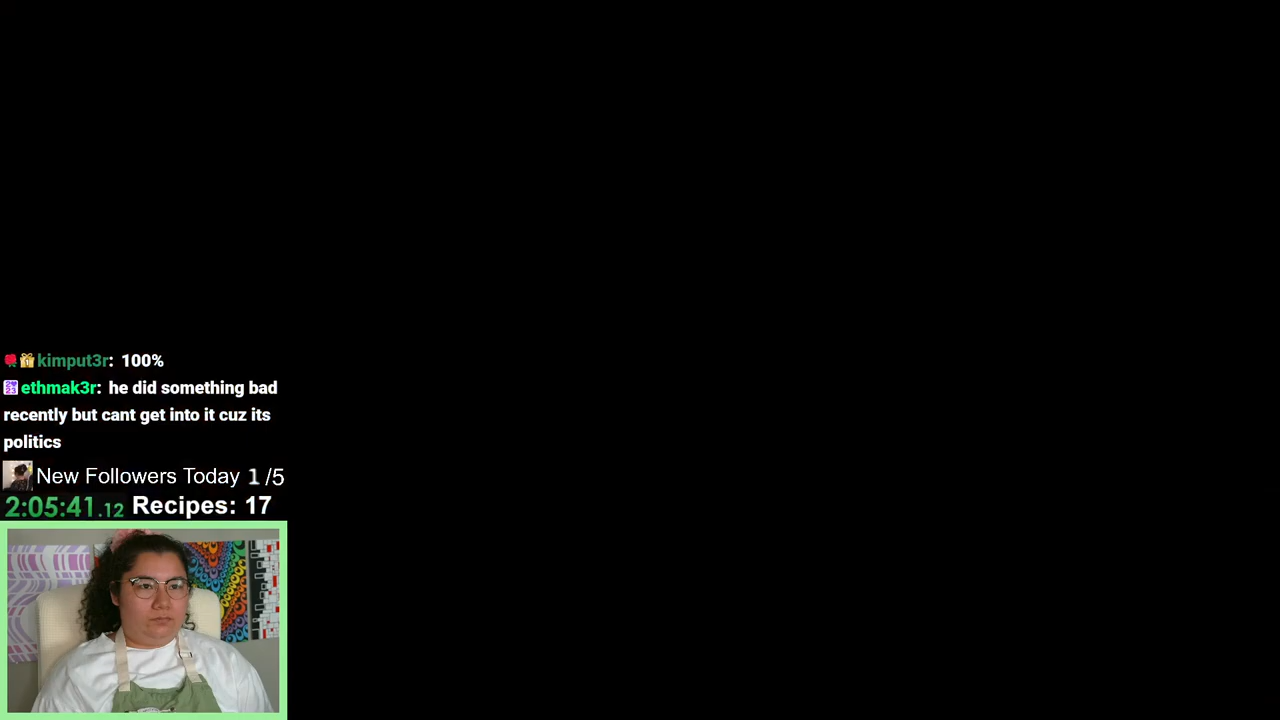 kimput3r: 100%
ethmak3r: he did something bad
recently but cant get into it cuz its
politics
New Followers Today 1 /5
2:05:41.12 Recipes: 17